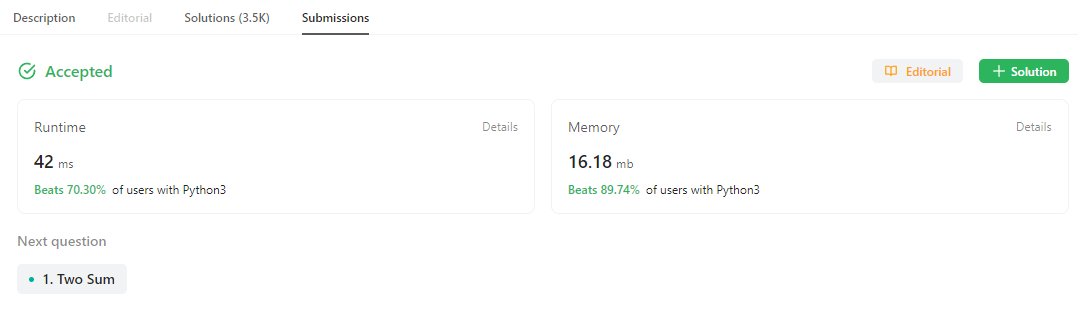 Description Editorial Solutions (3.5K) Submissions
Accepted Editorial + Solution
Runtime Details Memory Details
42 ms 16.18 mb
Beats 70.30% of users with Python3 Beats 89.74% of users with Python3
Next question
• 1. Two Sum